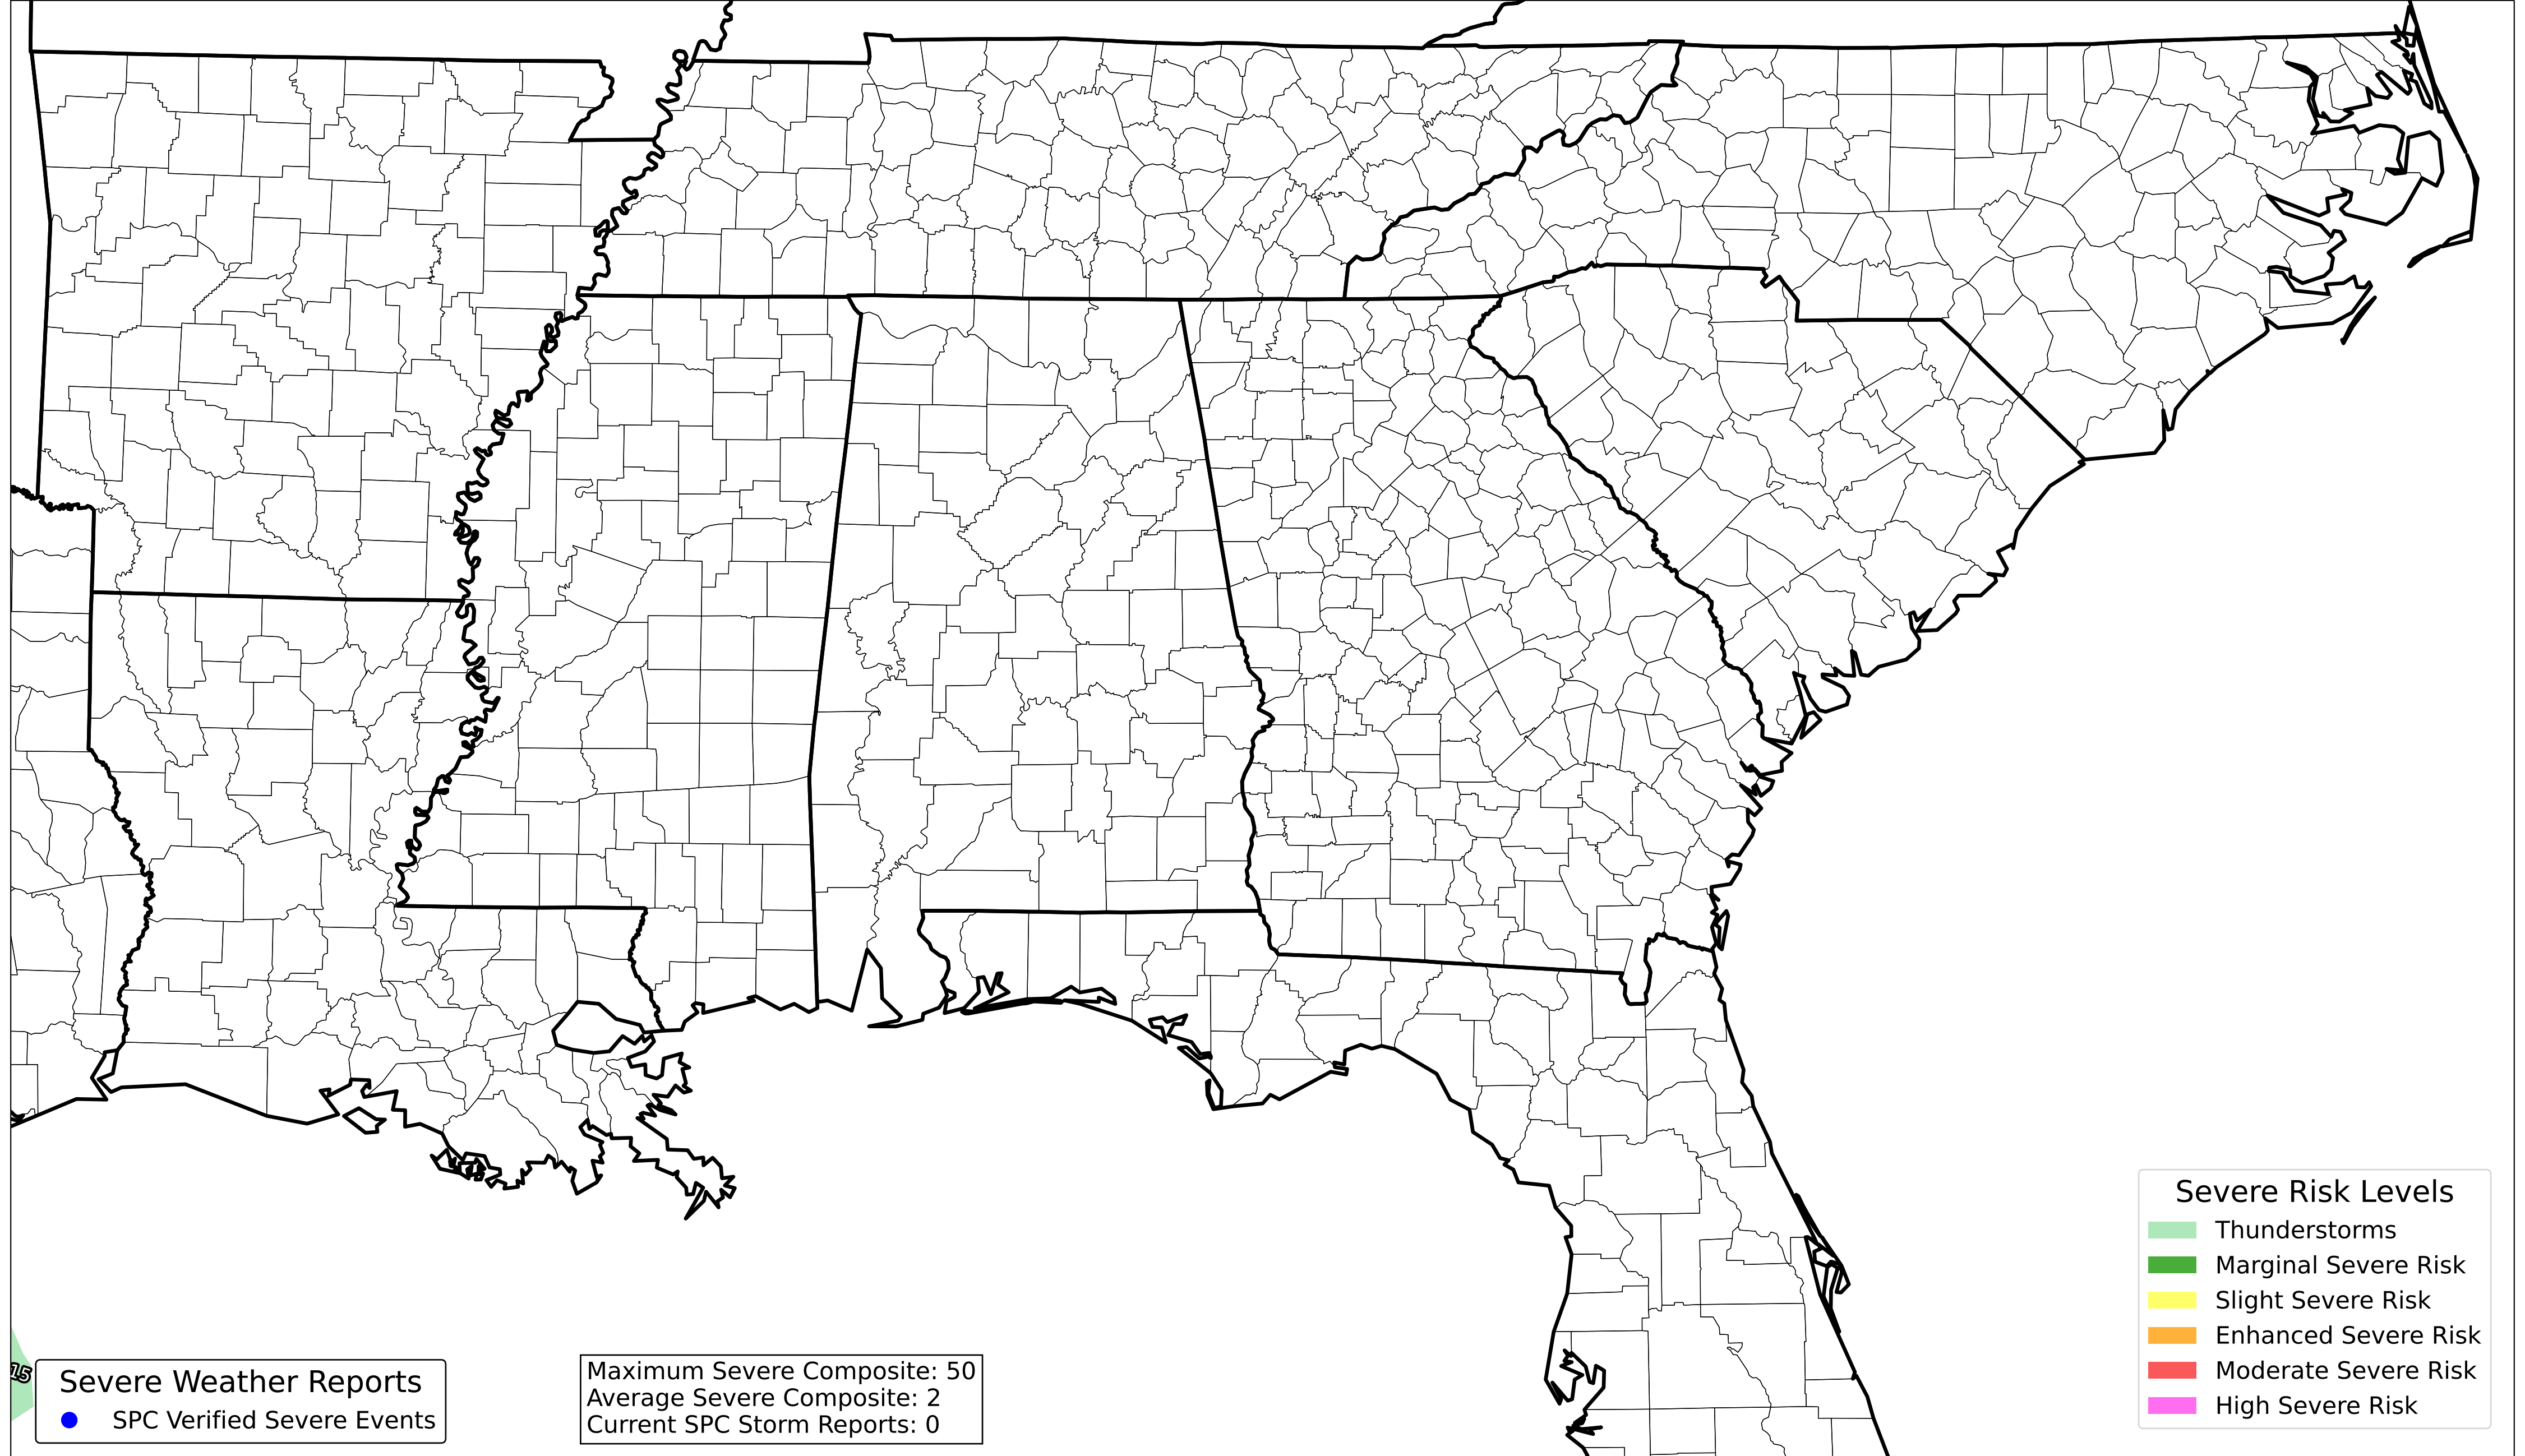 15
Severe Weather Reports
SPC Verified Severe Events
Maximum Severe Composite: 50
Average Severe Composite: 2
Current SPC Storm Reports: 0
Severe Risk Levels
Thunderstorms
Marginal Severe Risk
Slight Severe Risk
Enhanced Severe Risk
Moderate Severe Risk
High Severe Risk